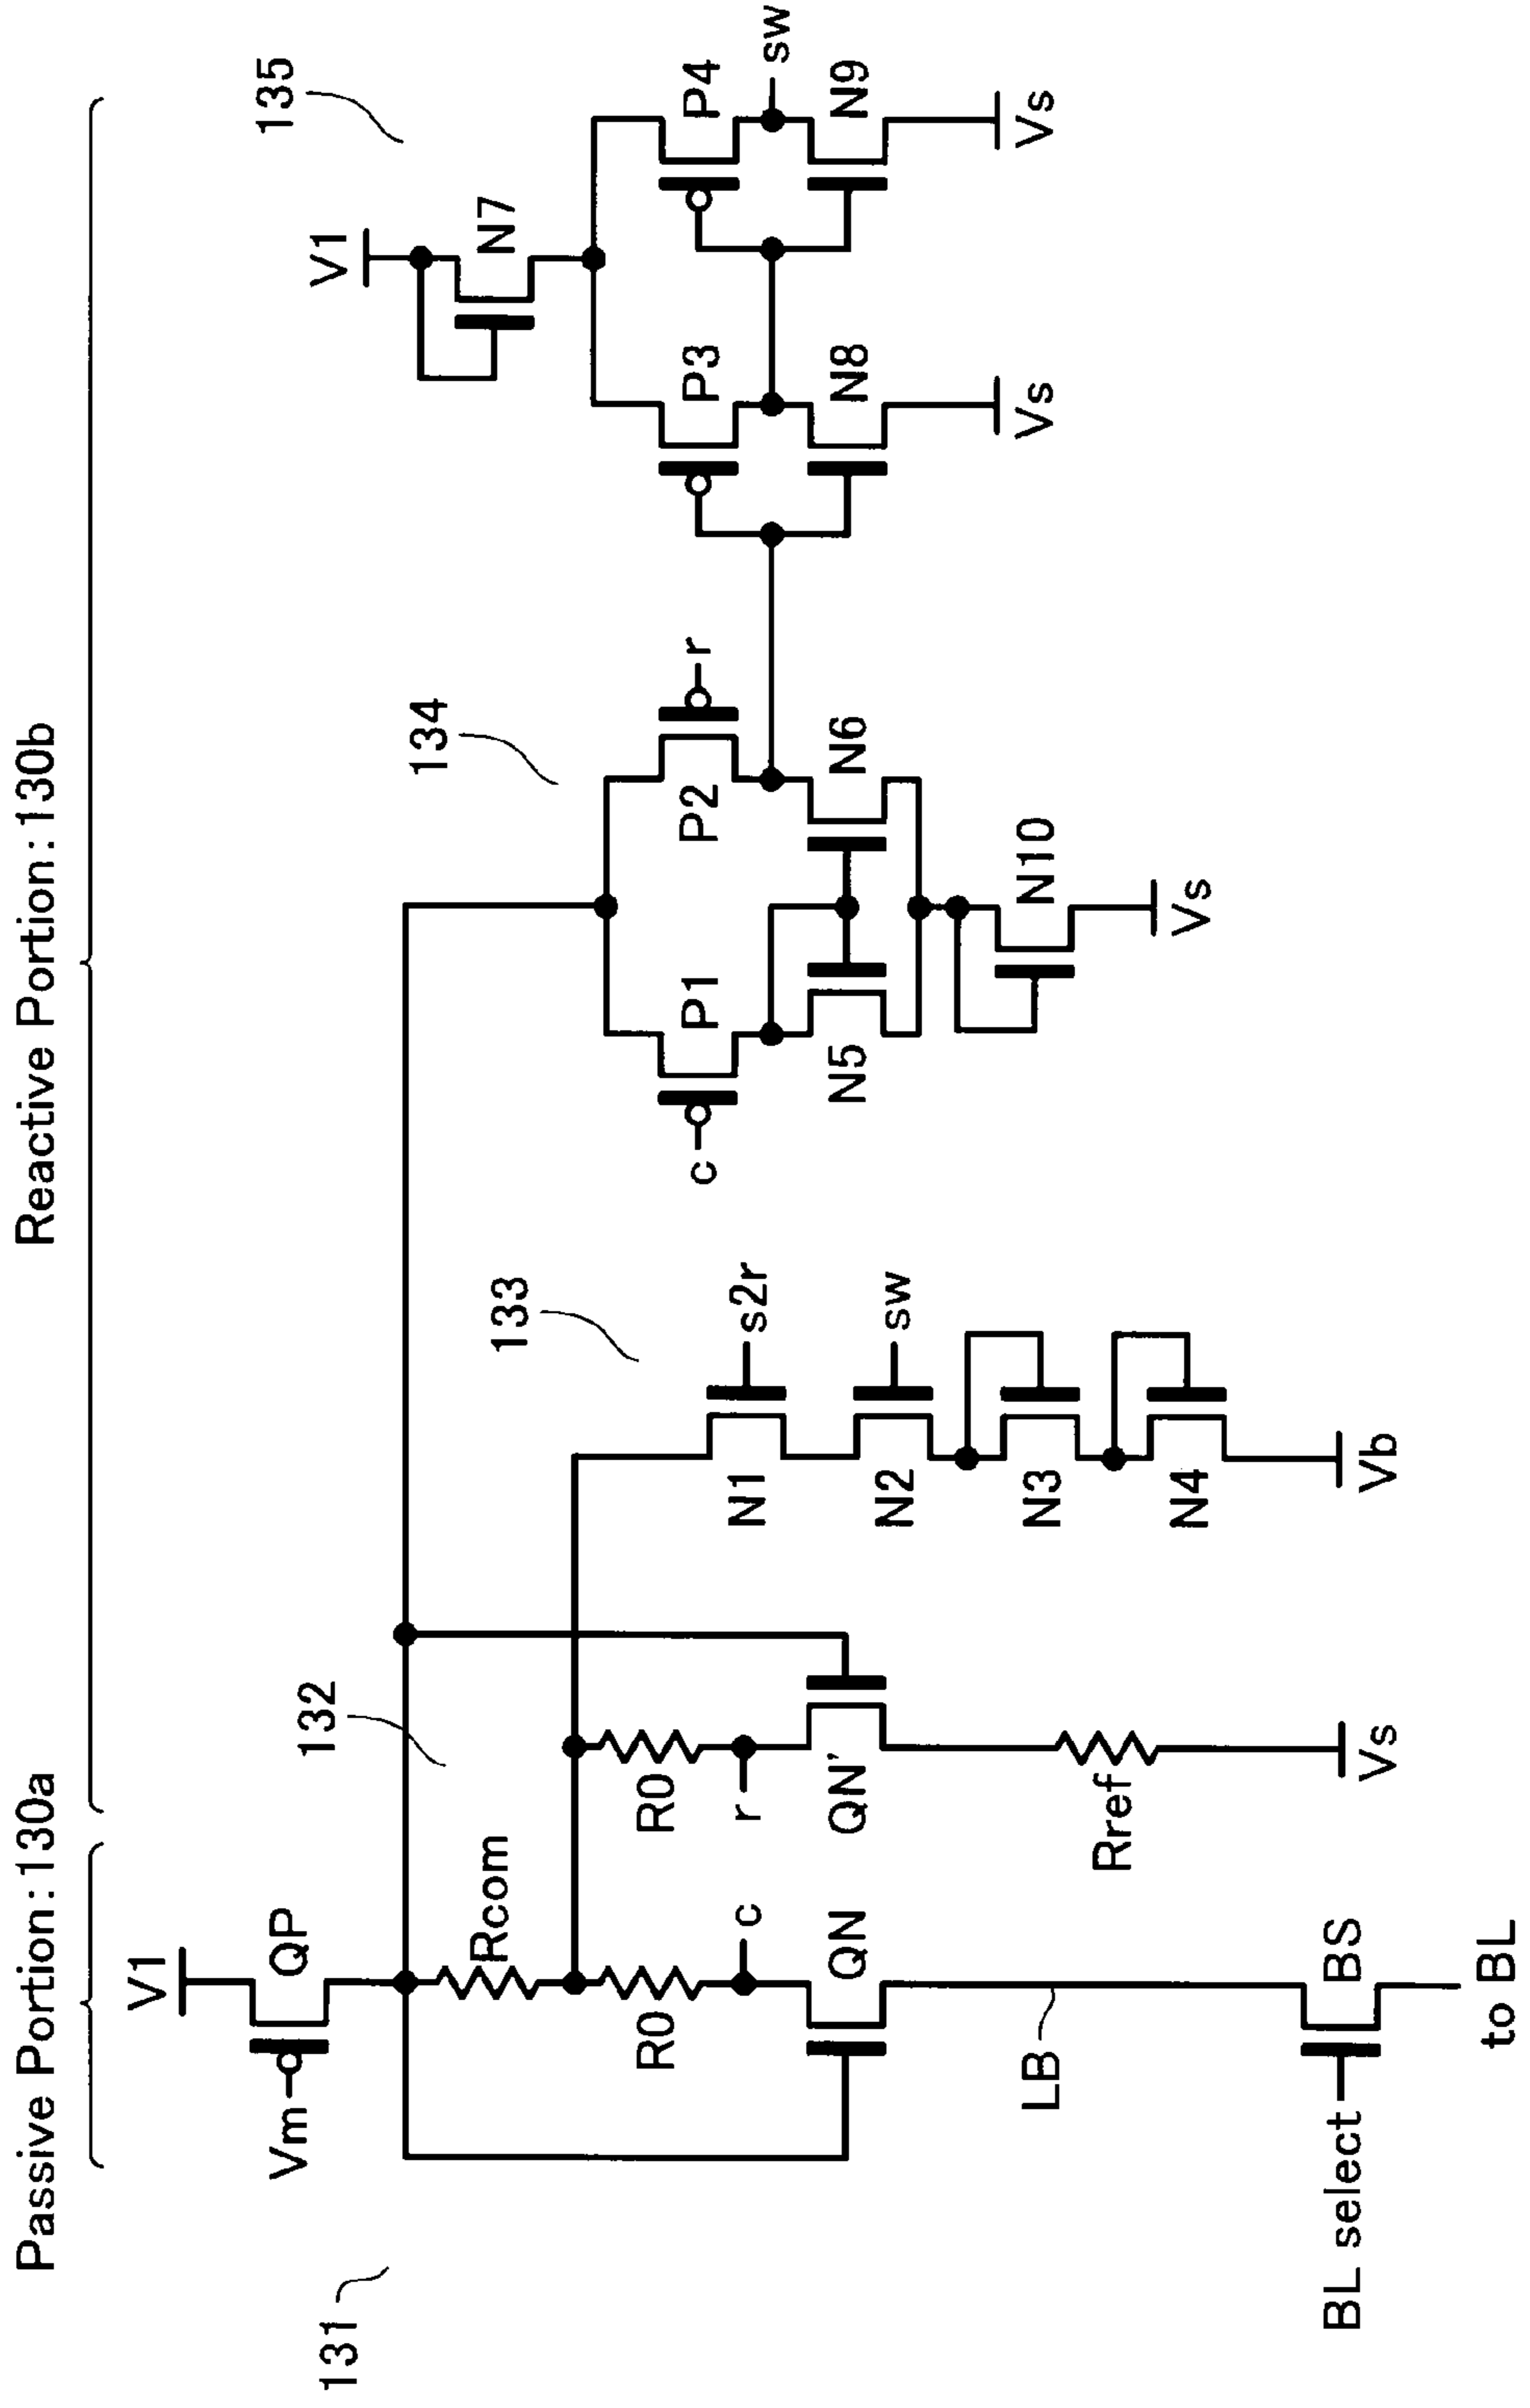 Passive Portion:130a
Reactive Portion:130b
131
V1
QP
Vm
Rcom
R0
c
QN
LB
BL select
BS
to BL
132
R0
r
QN'
Rref
Vs
133
s2r
N1
sw
N2
N3
N4
Vb
134
c
P1
P2
r
N5
N6
N10
Vs
135
V1
N7
P3
P4
sw
N8
N9
Vs
Vs